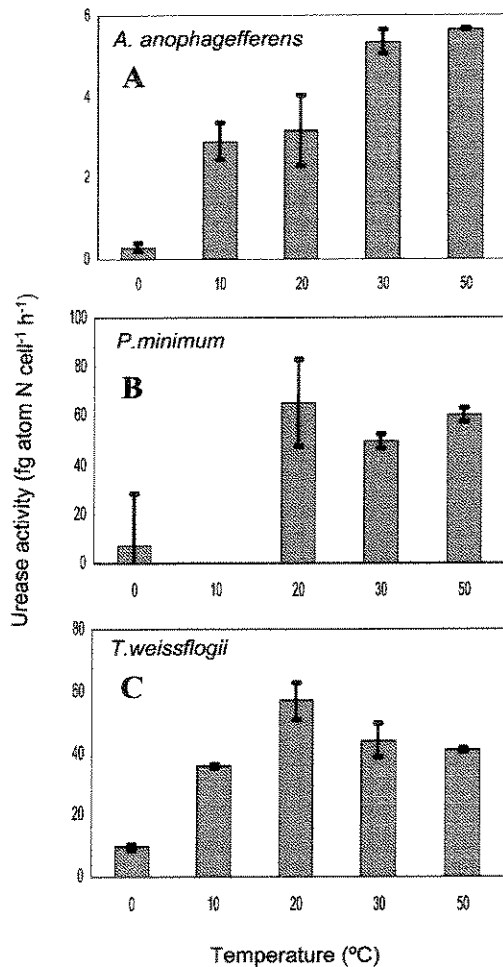 Urease activity (fg atom N cell⁻¹ h⁻¹)
A. anophagefferens
A
6
4
2
0
0 10 20 30 50
P.minimum
B
100
80
60
40
20
0
0 10 20 30 50
T.weissflogii
C
80
60
40
20
0
0 10 20 30 50
Temperature (ºC)